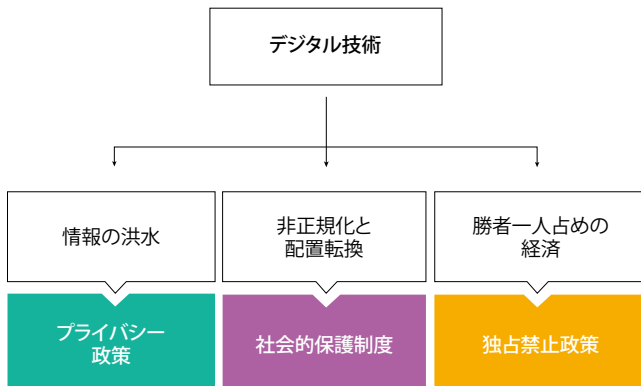 デジタル技術
情報の洪水
非正規化と
配置転換
勝者一人占めの
経済
プライバシー
政策
社会的保護制度
独占禁止政策